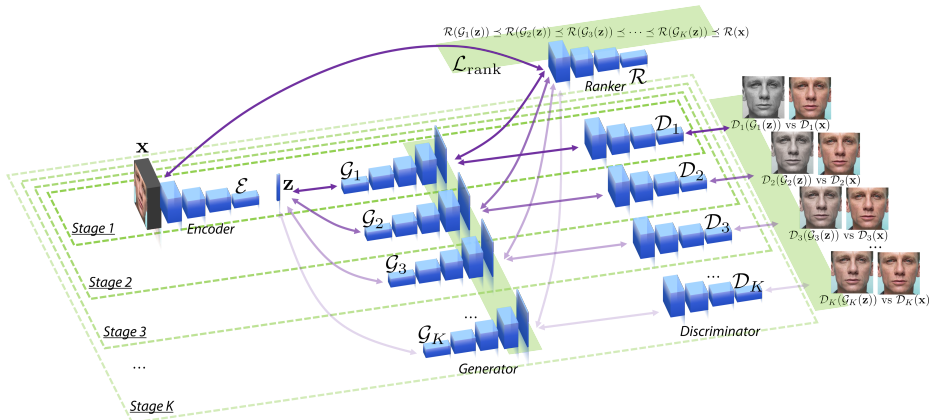 ℛ(𝒢₁(𝐳)) ⪯ ℛ(𝒢₂(𝐳)) ⪯ ℛ(𝒢₃(𝐳)) ⪯ ⋯ ⪯ ℛ(𝒢_K(𝐳)) ⪯ ℛ(𝐱)
ℒ_rank
ℛ
Ranker
𝐱
ℰ
𝐳
Encoder
𝒢₁
𝒢₂
𝒢₃
...
𝒢_K
Generator
𝒟₁
𝒟₂
𝒟₃
...
𝒟_K
Discriminator
𝒟₁(𝒢₁(𝐳)) vs 𝒟₁(𝐱)
𝒟₂(𝒢₂(𝐳)) vs 𝒟₂(𝐱)
𝒟₃(𝒢₃(𝐳)) vs 𝒟₃(𝐱)
...
𝒟_K(𝒢_K(𝐳)) vs 𝒟_K(𝐱)
Stage 1
Stage 2
Stage 3
...
Stage K